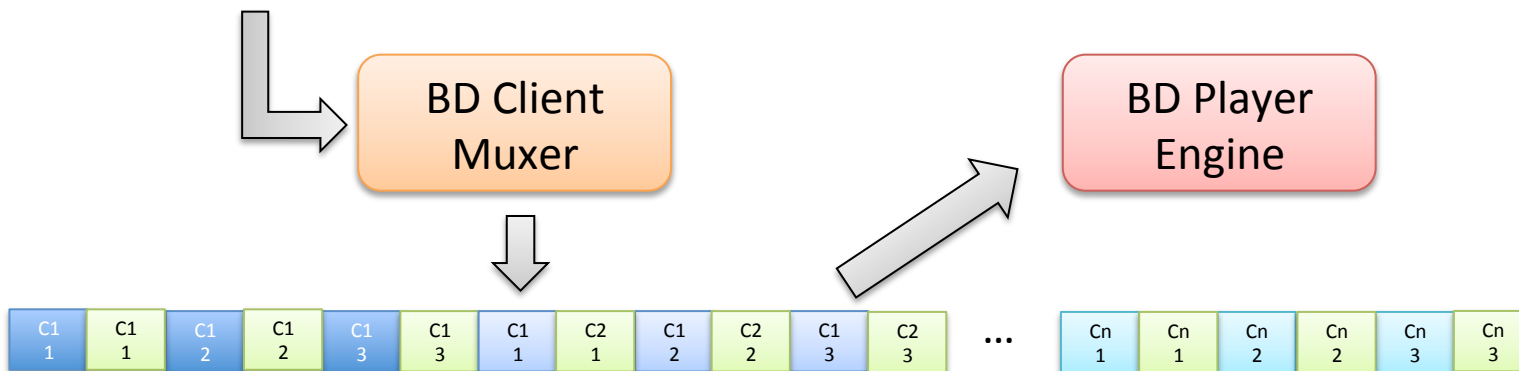 BD Client
Muxer
BD Player
Engine
C1 C1 C1 C1 C1 C1 C1 C2 C1 C2 C1 C2 ... Cn Cn Cn Cn Cn Cn
1 1 2 2 3 3 1 1 2 2 3 3 1 1 2 2 3 3